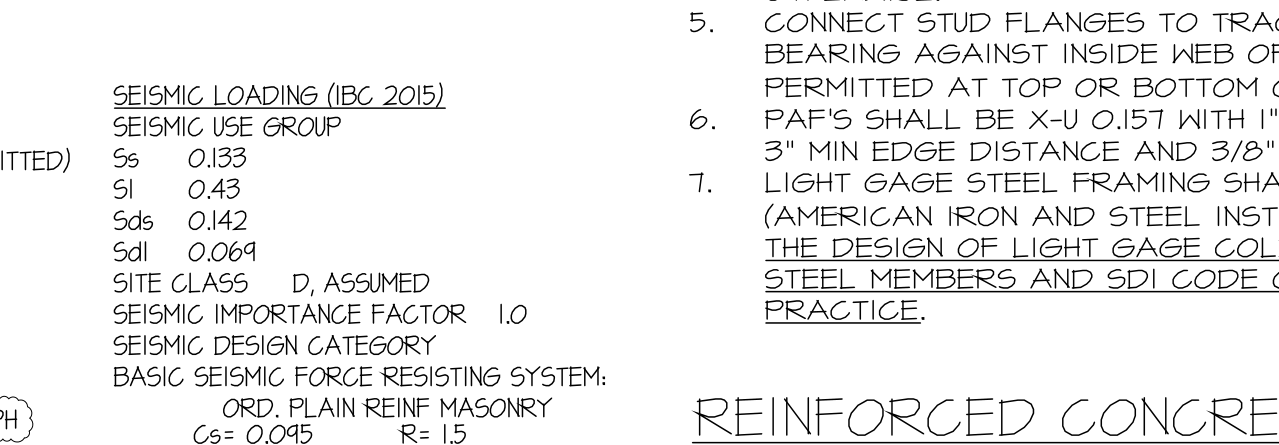 ITTED)
PH
SEISMIC LOADING (IBC 2015)
SEISMIC USE GROUP
Ss 0.133
S1 0.43
Sds 0.142
Sd1 0.069
SITE CLASS D, ASSUMED
SEISMIC IMPORTANCE FACTOR 1.0
SEISMIC DESIGN CATEGORY
BASIC SEISMIC FORCE RESISTING SYSTEM:
ORD. PLAIN REINF MASONRY
Cs= 0.095 R= 1.5
5. CONNECT STUD FLANGES TO TRAC
BEARING AGAINST INSIDE WEB OF
PERMITTED AT TOP OR BOTTOM
6. PAF'S SHALL BE X-U 0.157 WITH 1"
3" MIN EDGE DISTANCE AND 3/8"
7. LIGHT GAGE STEEL FRAMING SHA
(AMERICAN IRON AND STEEL INST
THE DESIGN OF LIGHT GAGE COL
STEEL MEMBERS AND SDI CODE
PRACTICE.
REINFORCED CONCRE